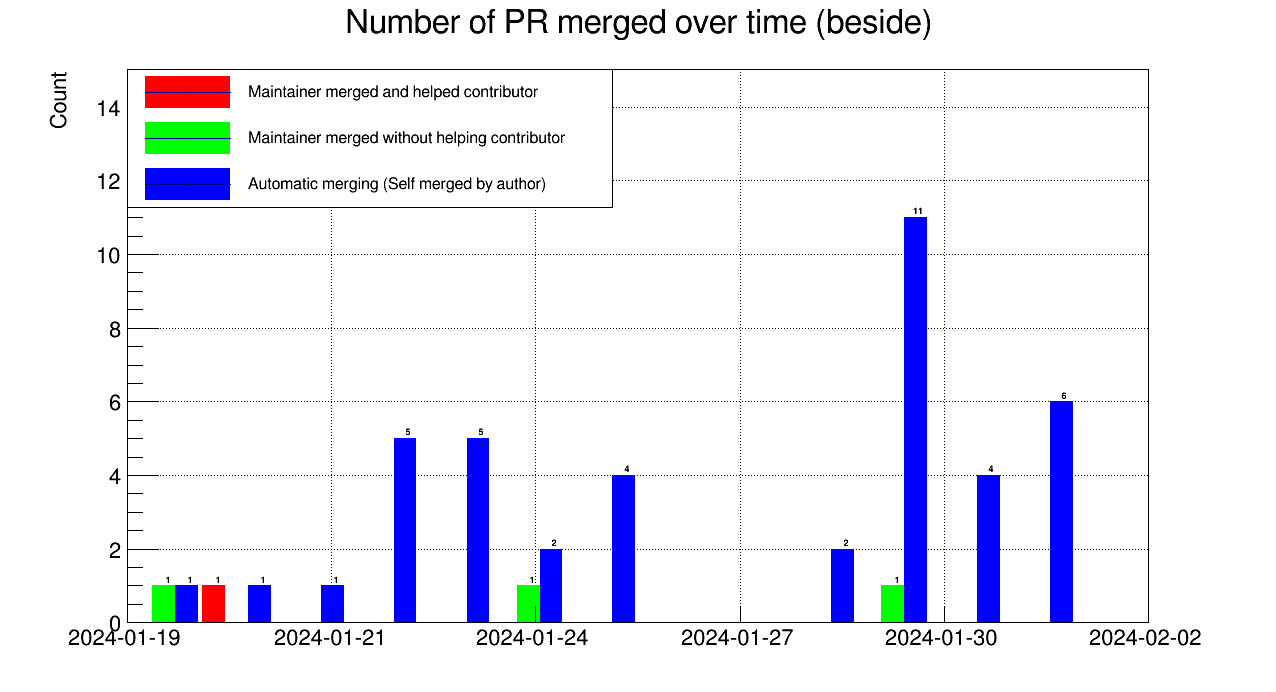 Number of PR merged over time (beside)
Count
Maintainer merged and helped contributor
Maintainer merged without helping contributor
Automatic merging (Self merged by author)
14
12
10
8
6
4
2
0
1 1 1 1 1 5 5 1 2 4 2 1 11 4 6
2024-01-19 2024-01-21 2024-01-24 2024-01-27 2024-01-30 2024-02-02